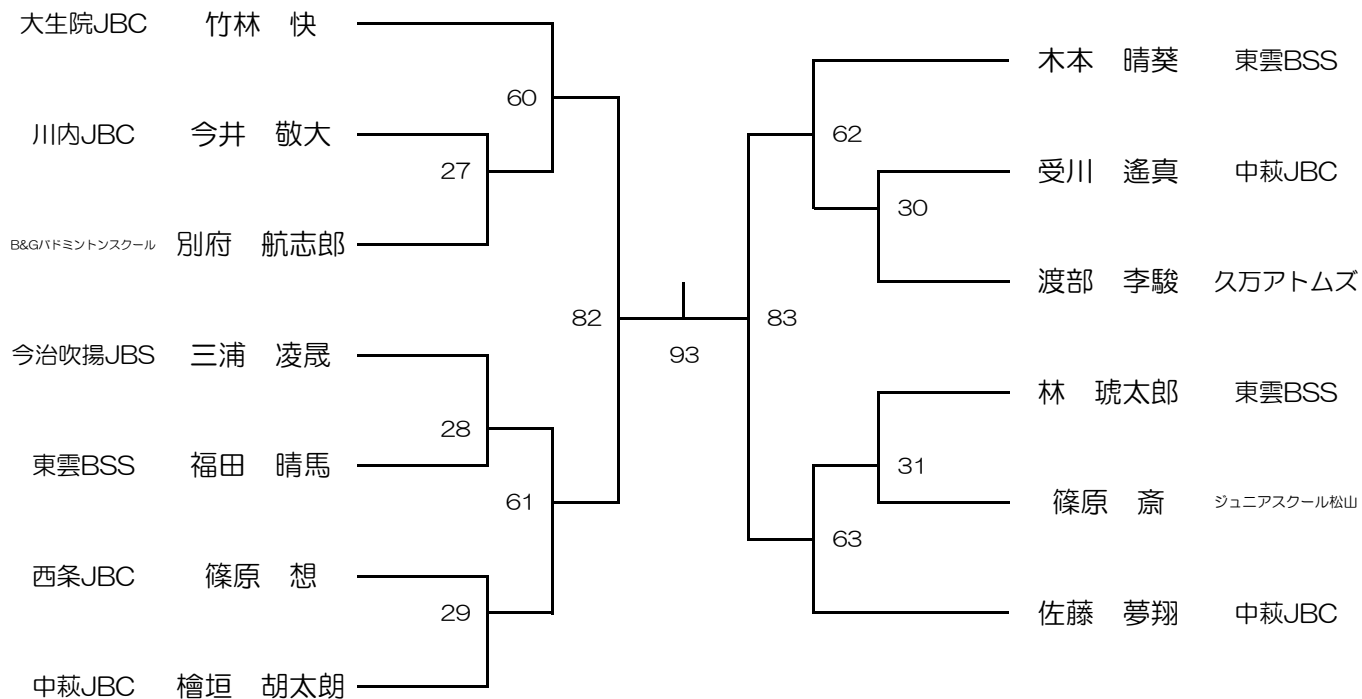 大生院JBC 竹林 快
60
川内JBC 今井 敬大
27
B&Gバドミントンスクール 別府 航志郎
82
今治吹揚JBS 三浦 凌晟
28
東雲BSS 福田 晴馬
61
西条JBC 篠原 想
29
中萩JBC 檜垣 胡太朗
93
木本 晴葵 東雲BSS
62
受川 遙真 中萩JBC
30
渡部 李駿 久万アトムズ
83
林 琥太郎 東雲BSS
31
篠原 斎 ジュニアスクール松山
63
佐藤 夢翔 中萩JBC